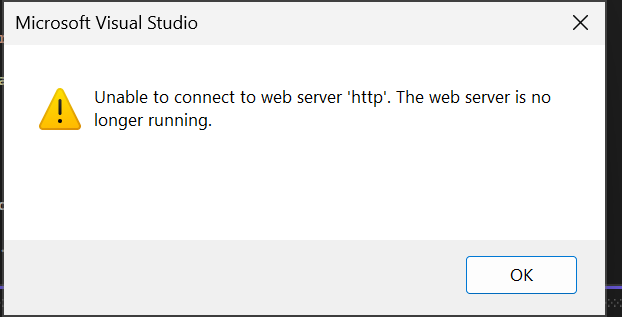 Microsoft Visual Studio
Unable to connect to web server 'http'. The web server is no
longer running.
OK